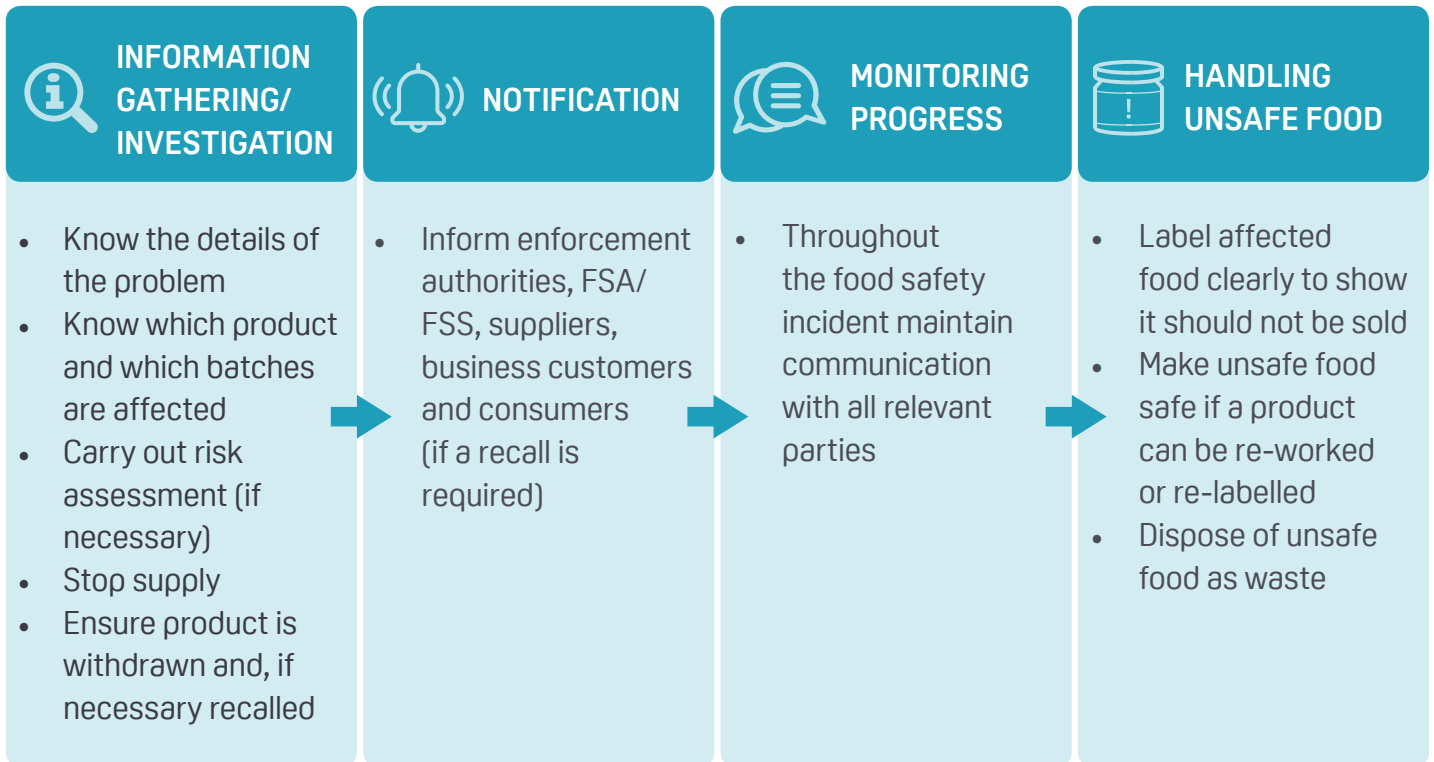 INFORMATION
GATHERING/
INVESTIGATION
• Know the details of
the problem
• Know which product
and which batches
are affected
• Carry out risk
assessment (if
necessary)
• Stop supply
• Ensure product is
withdrawn and, if
necessary recalled
NOTIFICATION
• Inform enforcement
authorities, FSA/
FSS, suppliers,
business customers
and consumers
(if a recall is
required)
MONITORING
PROGRESS
• Throughout
the food safety
incident maintain
communication
with all relevant
parties
HANDLING
UNSAFE FOOD
• Label affected
food clearly to show
it should not be sold
• Make unsafe food
safe if a product
can be re-worked
or re-labelled
• Dispose of unsafe
food as waste